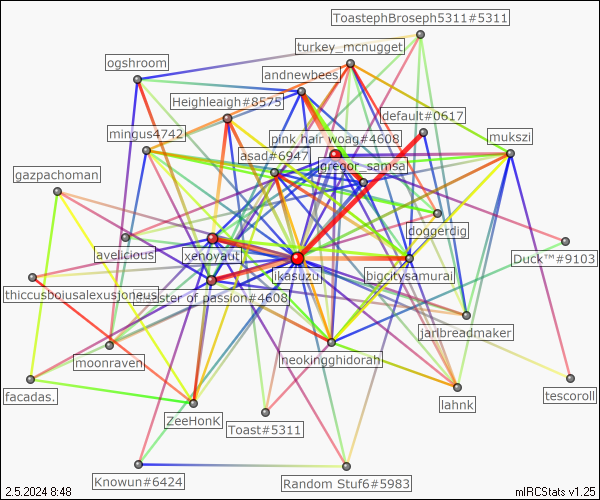 ToastephBroseph5311#5311
turkey_mcnugget
ogshroom
andnewbees
Heighleaigh#8575
default#0617
mingus4742
pink hair woag#4608
mukszi
asad#6947
gregor_samsa
gazpachoman
doggerdig
avelicious
xenoyaut
Duck™#9103
ikasuzu
bigcitysamurai
thiccusboiusalexusjoneus
minister of passion#4608
jarlbreadmaker
moonraven
neokingghidorah
facadas.
lahnk
tescoroll
ZeeHonK
Toast#5311
Knowun#6424
Random Stuf6#5983
2.5.2024 8:48
mIRCStats v1.25